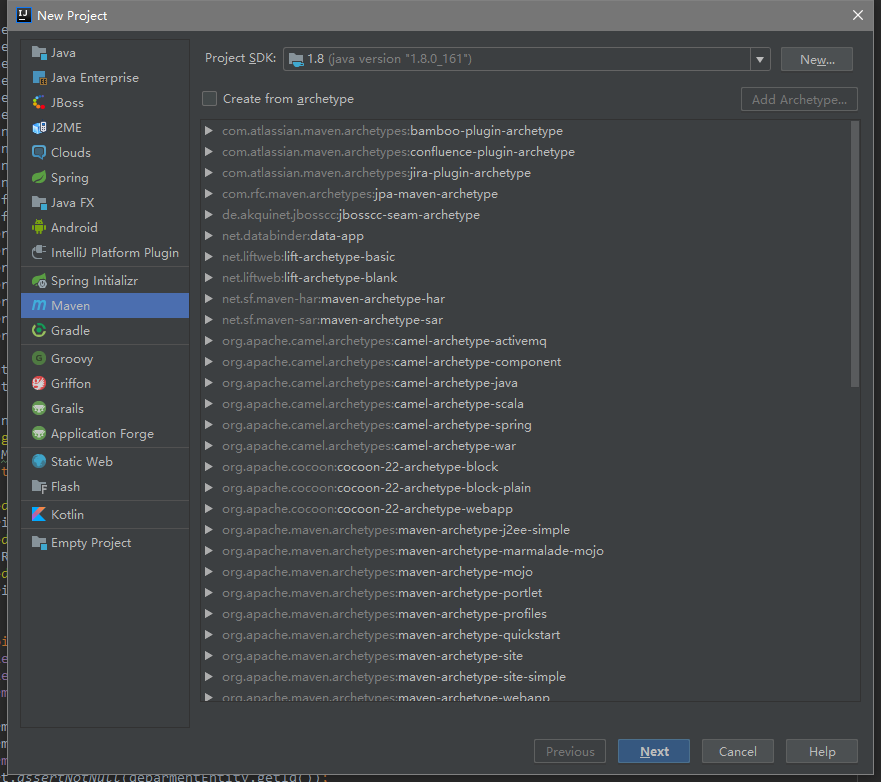 New Project
Java
Java Enterprise
JBoss
J2ME
Clouds
Spring
Java FX
Android
IntelliJ Platform Plugin
Spring Initializr
Maven
Gradle
Groovy
Griffon
Grails
Application Forge
Static Web
Flash
Kotlin
Empty Project
Project SDK: 1.8 (java version "1.8.0_161") New...
Create from archetype Add Archetype...
com.atlassian.maven.archetypes:bamboo-plugin-archetype
com.atlassian.maven.archetypes:confluence-plugin-archetype
com.atlassian.maven.archetypes:jira-plugin-archetype
com.rfc.maven.archetypes:jpa-maven-archetype
de.akquinet.jbosscc:jbosscc-seam-archetype
net.databinder:data-app
net.liftweb:lift-archetype-basic
net.liftweb:lift-archetype-blank
net.sf.maven-har:maven-archetype-har
net.sf.maven-sar:maven-archetype-sar
org.apache.camel.archetypes:camel-archetype-activemq
org.apache.camel.archetypes:camel-archetype-component
org.apache.camel.archetypes:camel-archetype-java
org.apache.camel.archetypes:camel-archetype-scala
org.apache.camel.archetypes:camel-archetype-spring
org.apache.camel.archetypes:camel-archetype-war
org.apache.cocoon:cocoon-22-archetype-block
org.apache.cocoon:cocoon-22-archetype-block-plain
org.apache.cocoon:cocoon-22-archetype-webapp
org.apache.maven.archetypes:maven-archetype-j2ee-simple
org.apache.maven.archetypes:maven-archetype-marmalade-mojo
org.apache.maven.archetypes:maven-archetype-mojo
org.apache.maven.archetypes:maven-archetype-portlet
org.apache.maven.archetypes:maven-archetype-profiles
org.apache.maven.archetypes:maven-archetype-quickstart
org.apache.maven.archetypes:maven-archetype-site
org.apache.maven.archetypes:maven-archetype-site-simple
org.apache.maven.archetypes:maven-archetype-webapp
Previous Next Cancel Help
t.assertNotNull(deparmentEntity.getId());